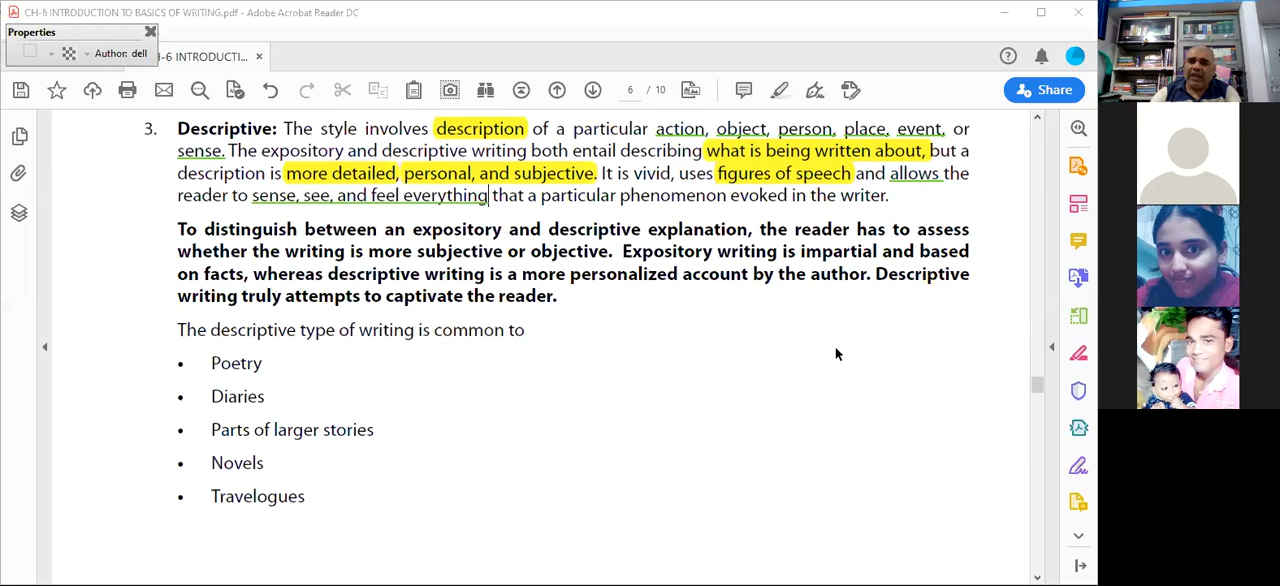 CH-6 INTRODUCTION TO BASICS OF WRITING.pdf - Adobe Acrobat Reader DC
Properties
Author: dell
H-6 INTRODUCTI...
6 / 10
Share
3. Descriptive: The style involves description of a particular action, object, person, place, event, or
sense. The expository and descriptive writing both entail describing what is being written about, but a
description is more detailed, personal, and subjective. It is vivid, uses figures of speech and allows the
reader to sense, see, and feel everything that a particular phenomenon evoked in the writer.
To distinguish between an expository and descriptive explanation, the reader has to assess
whether the writing is more subjective or objective. Expository writing is impartial and based
on facts, whereas descriptive writing is a more personalized account by the author. Descriptive
writing truly attempts to captivate the reader.
The descriptive type of writing is common to
• Poetry
• Diaries
• Parts of larger stories
• Novels
• Travelogues